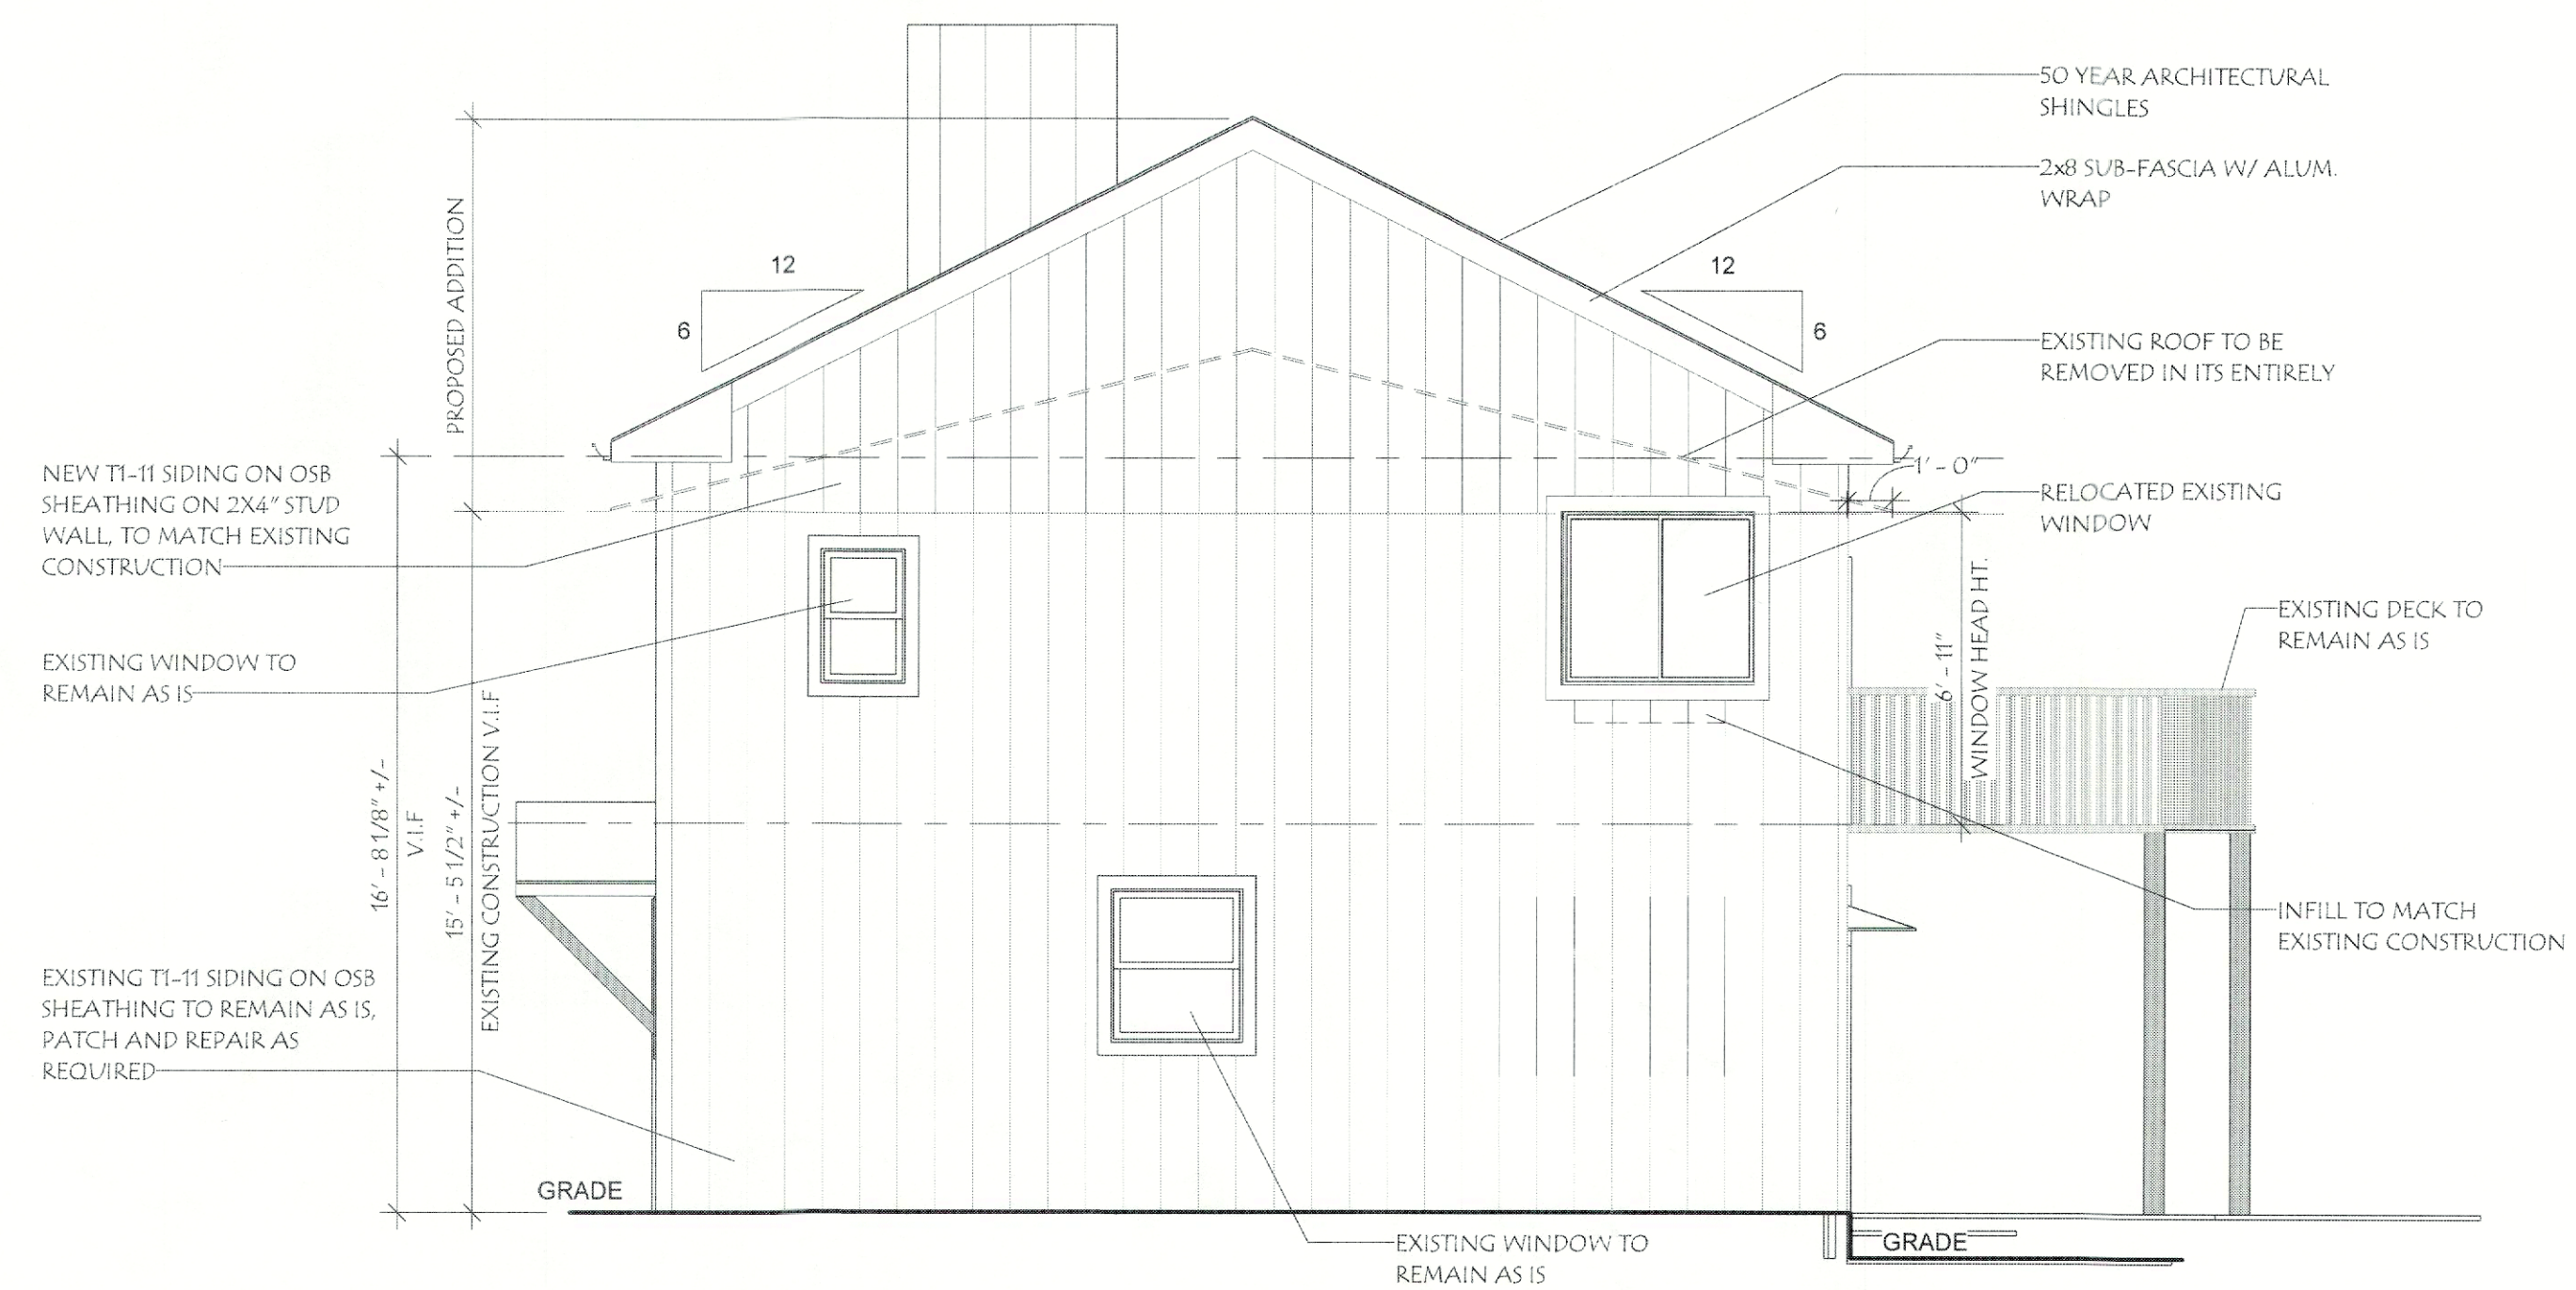 50 YEAR ARCHITECTURAL
SHINGLES
2x8 SUB-FASCIA W/ ALUM.
WRAP
12
6
12
6
PROPOSED ADDITION
EXISTING ROOF TO BE
REMOVED IN ITS ENTIRELY
NEW T1-11 SIDING ON OSB
SHEATHING ON 2X4" STUD
WALL, TO MATCH EXISTING
CONSTRUCTION
1' - 0"
RELOCATED EXISTING
WINDOW
EXISTING WINDOW TO
REMAIN AS IS
6' - 11"
WINDOW HEAD HT.
EXISTING DECK TO
REMAIN AS IS
16' - 8 1/8" +/-
V.I.F
15' - 5 1/2" +/-
EXISTING CONSTRUCTION V.I.F
INFILL TO MATCH
EXISTING CONSTRUCTION
EXISTING T1-11 SIDING ON OSB
SHEATHING TO REMAIN AS IS,
PATCH AND REPAIR AS
REQUIRED
GRADE
EXISTING WINDOW TO
REMAIN AS IS
GRADE